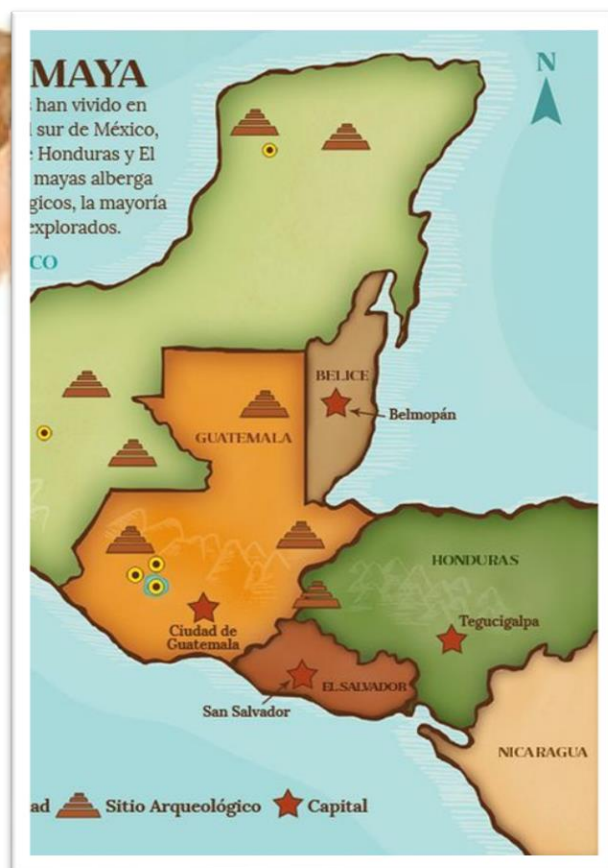 MAYA
s han vivido en
l sur de México,
e Honduras y El
mayas alberga
gicos, la mayoría
explorados.
CO
N
BELICE
Belmopán
GUATEMALA
HONDURAS
Tegucigalpa
Ciudad de
Guatemala
EL SALVADOR
San Salvador
NICARAGUA
ad Sitio Arqueológico Capital